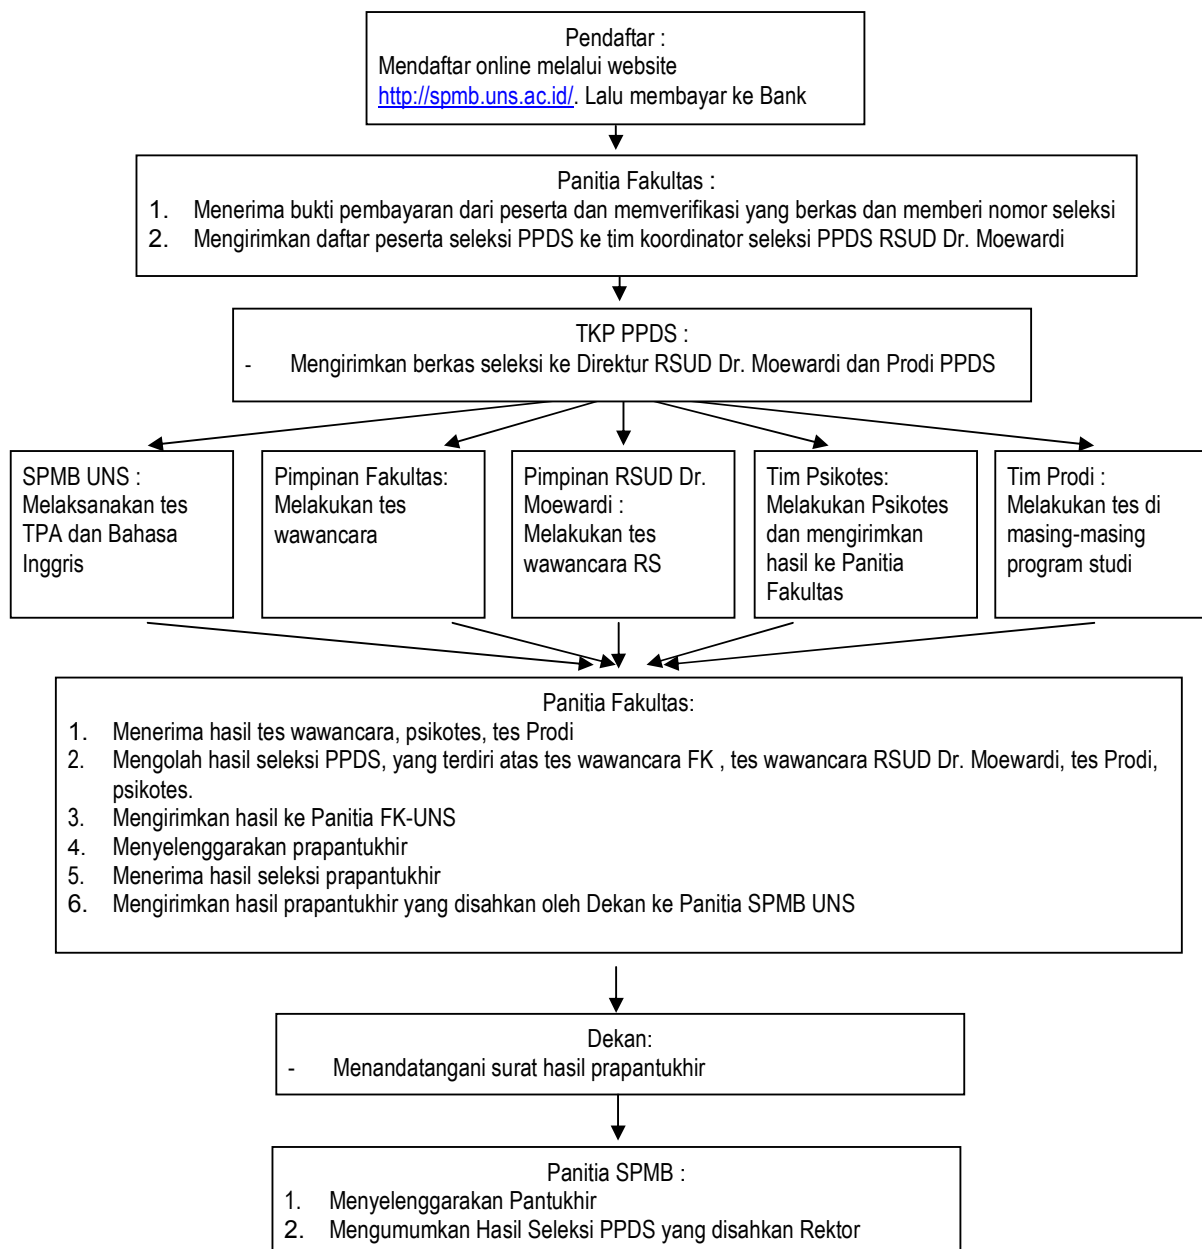 Pendaftar :
Mendaftar online melalui website
http://spmb.uns.ac.id/. Lalu membayar ke Bank
Panitia Fakultas :
1. Menerima bukti pembayaran dari peserta dan memverifikasi yang berkas dan memberi nomor seleksi
2. Mengirimkan daftar peserta seleksi PPDS ke tim koordinator seleksi PPDS RSUD Dr. Moewardi
TKP PPDS :
- Mengirimkan berkas seleksi ke Direktur RSUD Dr. Moewardi dan Prodi PPDS
SPMB UNS :
Melaksanakan tes
TPA dan Bahasa
Inggris
Pimpinan Fakultas:
Melakukan tes
wawancara
Pimpinan RSUD Dr.
Moewardi :
Melakukan tes
wawancara RS
Tim Psikotes:
Melakukan Psikotes
dan mengirimkan
hasil ke Panitia
Fakultas
Tim Prodi :
Melakukan tes di
masing-masing
program studi
Panitia Fakultas:
1. Menerima hasil tes wawancara, psikotes, tes Prodi
2. Mengolah hasil seleksi PPDS, yang terdiri atas tes wawancara FK , tes wawancara RSUD Dr. Moewardi, tes Prodi,
psikotes.
3. Mengirimkan hasil ke Panitia FK-UNS
4. Menyelenggarakan prapantukhir
5. Menerima hasil seleksi prapantukhir
6. Mengirimkan hasil prapantukhir yang disahkan oleh Dekan ke Panitia SPMB UNS
Dekan:
- Menandatangani surat hasil prapantukhir
Panitia SPMB :
1. Menyelenggarakan Pantukhir
2. Mengumumkan Hasil Seleksi PPDS yang disahkan Rektor